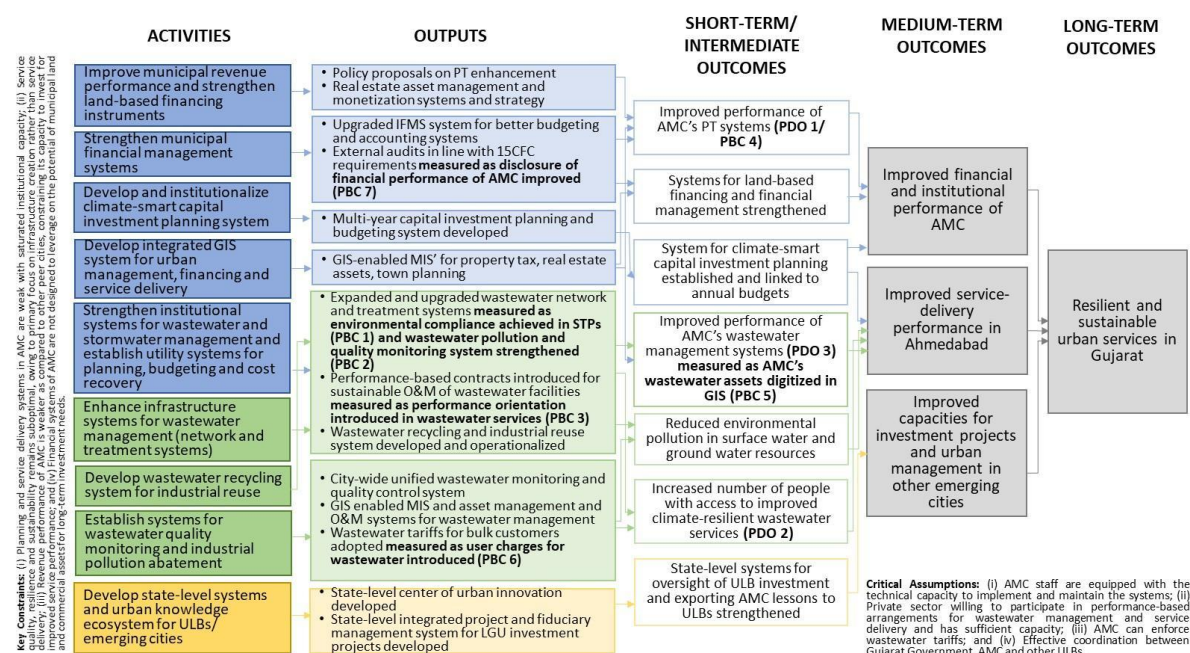 ACTIVITIES
OUTPUTS
SHORT-TERM/
INTERMEDIATE
OUTCOMES
MEDIUM-TERM
OUTCOMES
LONG-TERM
OUTCOMES
Key Constraints: (i) Planning and service delivery systems in AMC are weak with saturated institutional capacity; (ii) Service
quality, resilience and sustainability remains suboptimal, owing to primary focus on infrastructure creation rather than service
delivery; (iii) Revenue performance of AMC is weaker as compared to other peer cities, constraining its capacity to invest for
improved service performance; and (iv) Financial systems of AMC are not designed to leverage on the potential of municipal land
and commercial assets for long-term investment needs.
Improve municipal revenue
performance and strengthen
land-based financing
instruments
Strengthen municipal
financial management
systems
Develop and institutionalize
climate-smart capital
investment planning system
Develop integrated GIS
system for urban
management, financing and
service delivery
Strengthen institutional
systems for wastewater and
stormwater management and
establish utility systems for
planning, budgeting and cost
recovery
Enhance infrastructure
systems for wastewater
management (network and
treatment systems)
Develop wastewater recycling
system for industrial reuse
Establish systems for
wastewater quality
monitoring and industrial
pollution abatement
Develop state-level systems
and urban knowledge
ecosystem for ULBs/
emerging cities
• Policy proposals on PT enhancement
• Real estate asset management and
monetization systems and strategy
• Upgraded IFMS system for better budgeting
and accounting systems
• External audits in line with 15CFC
requirements measured as disclosure of
financial performance of AMC improved
(PBC 7)
• Multi-year capital investment planning and
budgeting system developed
• GIS-enabled MIS’ for property tax, real estate
assets, town planning
• Expanded and upgraded wastewater network
and treatment systems measured as
environmental compliance achieved in STPs
(PBC 1) and wastewater pollution and
quality monitoring system strengthened
(PBC 2)
• Performance-based contracts introduced for
sustainable O&M of wastewater facilities
measured as performance orientation
introduced in wastewater services (PBC 3)
• Wastewater recycling and industrial reuse
system developed and operationalized
• City-wide unified wastewater monitoring and
quality control system
• GIS enabled MIS and asset management and
O&M systems for wastewater management
• Wastewater tariffs for bulk customers
adopted measured as user charges for
wastewater introduced (PBC 6)
• State-level center of urban innovation
developed
• State-level integrated project and fiduciary
management system for LGU investment
projects developed
Improved performance of
AMC’s PT systems (PDO 1/
PBC 4)
Systems for land-based
financing and financial
management strengthened
System for climate-smart
capital investment planning
established and linked to
annual budgets
Improved performance of
AMC’s wastewater
management systems (PDO 3)
measured as AMC’s
wastewater assets digitized in
GIS (PBC 5)
Reduced environmental
pollution in surface water and
ground water resources
Increased number of people
with access to improved
climate-resilient wastewater
services (PDO 2)
State-level systems for
oversight of ULB investment
and exporting AMC lessons to
ULBs strengthened
Improved financial
and institutional
performance of
AMC
Improved service-
delivery performance in
Ahmedabad
Improved
capacities for
investment projects
and urban
management in
other emerging
cities
Resilient and
sustainable
urban services in
Gujarat
Critical Assumptions: (i) AMC staff are equipped with the
technical capacity to implement and maintain the systems; (ii)
Private sector willing to participate in performance-based
arrangements for wastewater management and service
delivery and has sufficient capacity; (iii) AMC can enforce
wastewater tariffs; and (iv) Effective coordination between
Gujarat Government, AMC and other ULBs